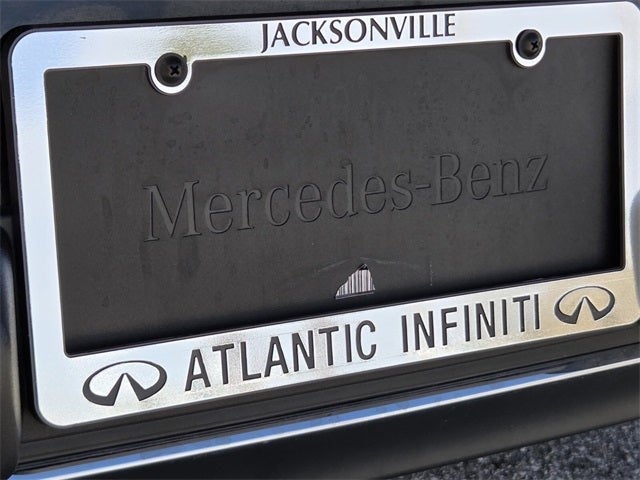 JACKSONVILLE
Mercedes-Benz
ATLANTIC INFINITI